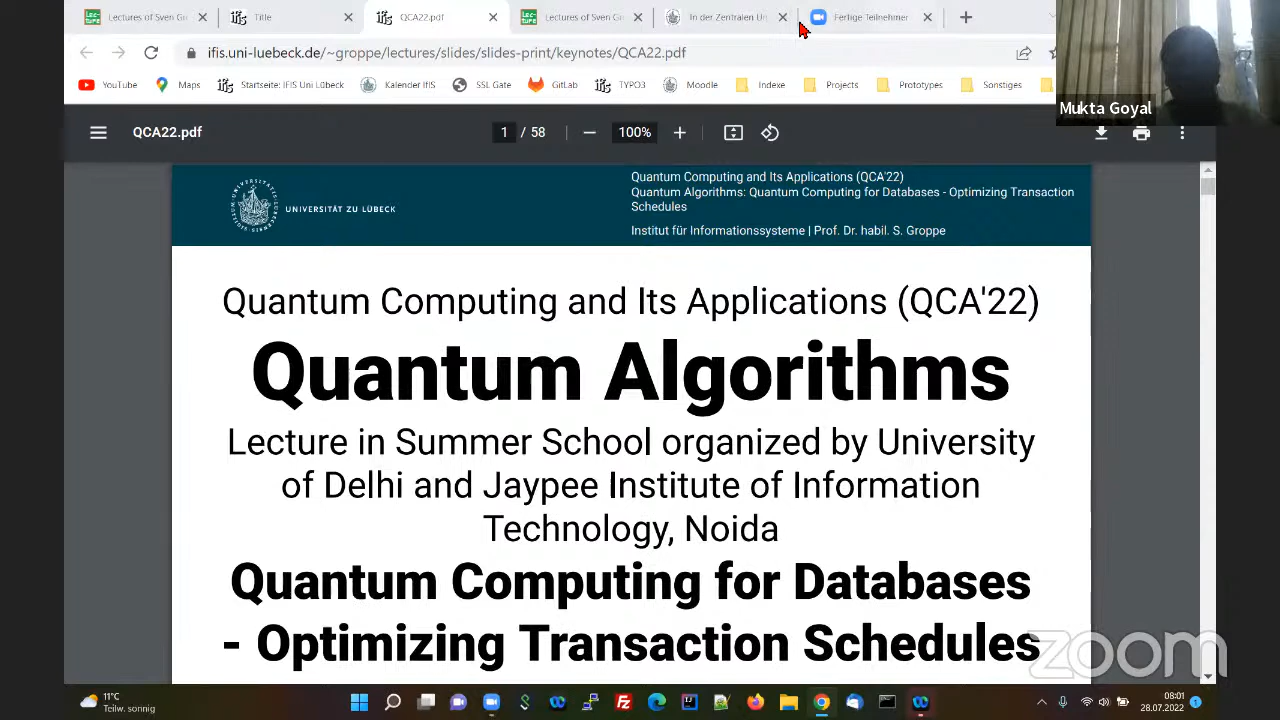 Lectures of Sven Gr
Title
QCA22.pdf
Lectures of Sven Gr
In der Zentralen Un
Fertige Teilnehmer
ifis.uni-luebeck.de/~groppe/lectures/slides/slides-print/keynotes/QCA22.pdf
YouTube
Maps
Startseite: IFIS Uni Lübeck
Kalender IfIS
SSL Gate
GitLab
TYPO3
Moodle
Indexe
Projects
Prototypes
Sonstiges
Mukta Goyal
QCA22.pdf
1 / 58
100%
UNIVERSITÄT ZU LÜBECK
Quantum Computing and Its Applications (QCA'22)
Quantum Algorithms: Quantum Computing for Databases - Optimizing Transaction
Schedules
Institut für Informationssysteme | Prof. Dr. habil. S. Groppe
Quantum Computing and Its Applications (QCA'22)
Quantum Algorithms
Lecture in Summer School organized by University
of Delhi and Jaypee Institute of Information
Technology, Noida
Quantum Computing for Databases
- Optimizing Transaction Schedules
zoom
11°C
Teilw. sonnig
08:01
28.07.2022